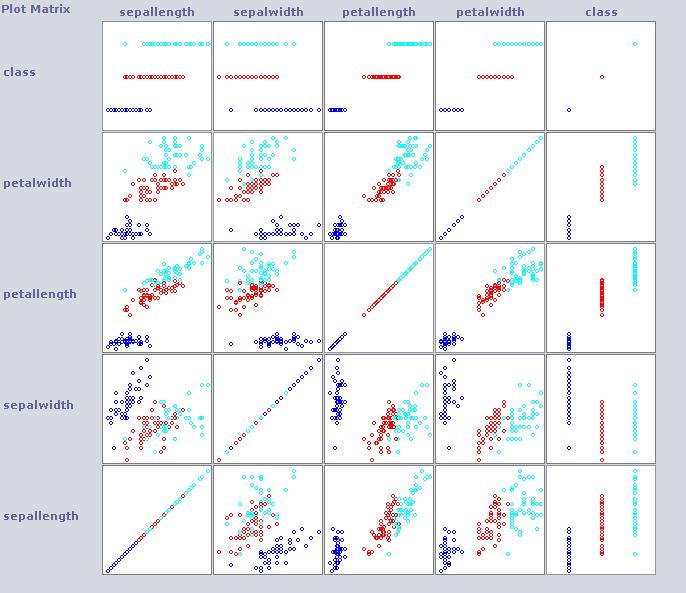 Plot Matrix
sepallength sepalwidth petallength petalwidth class
class
petalwidth
petallength
sepalwidth
sepallength